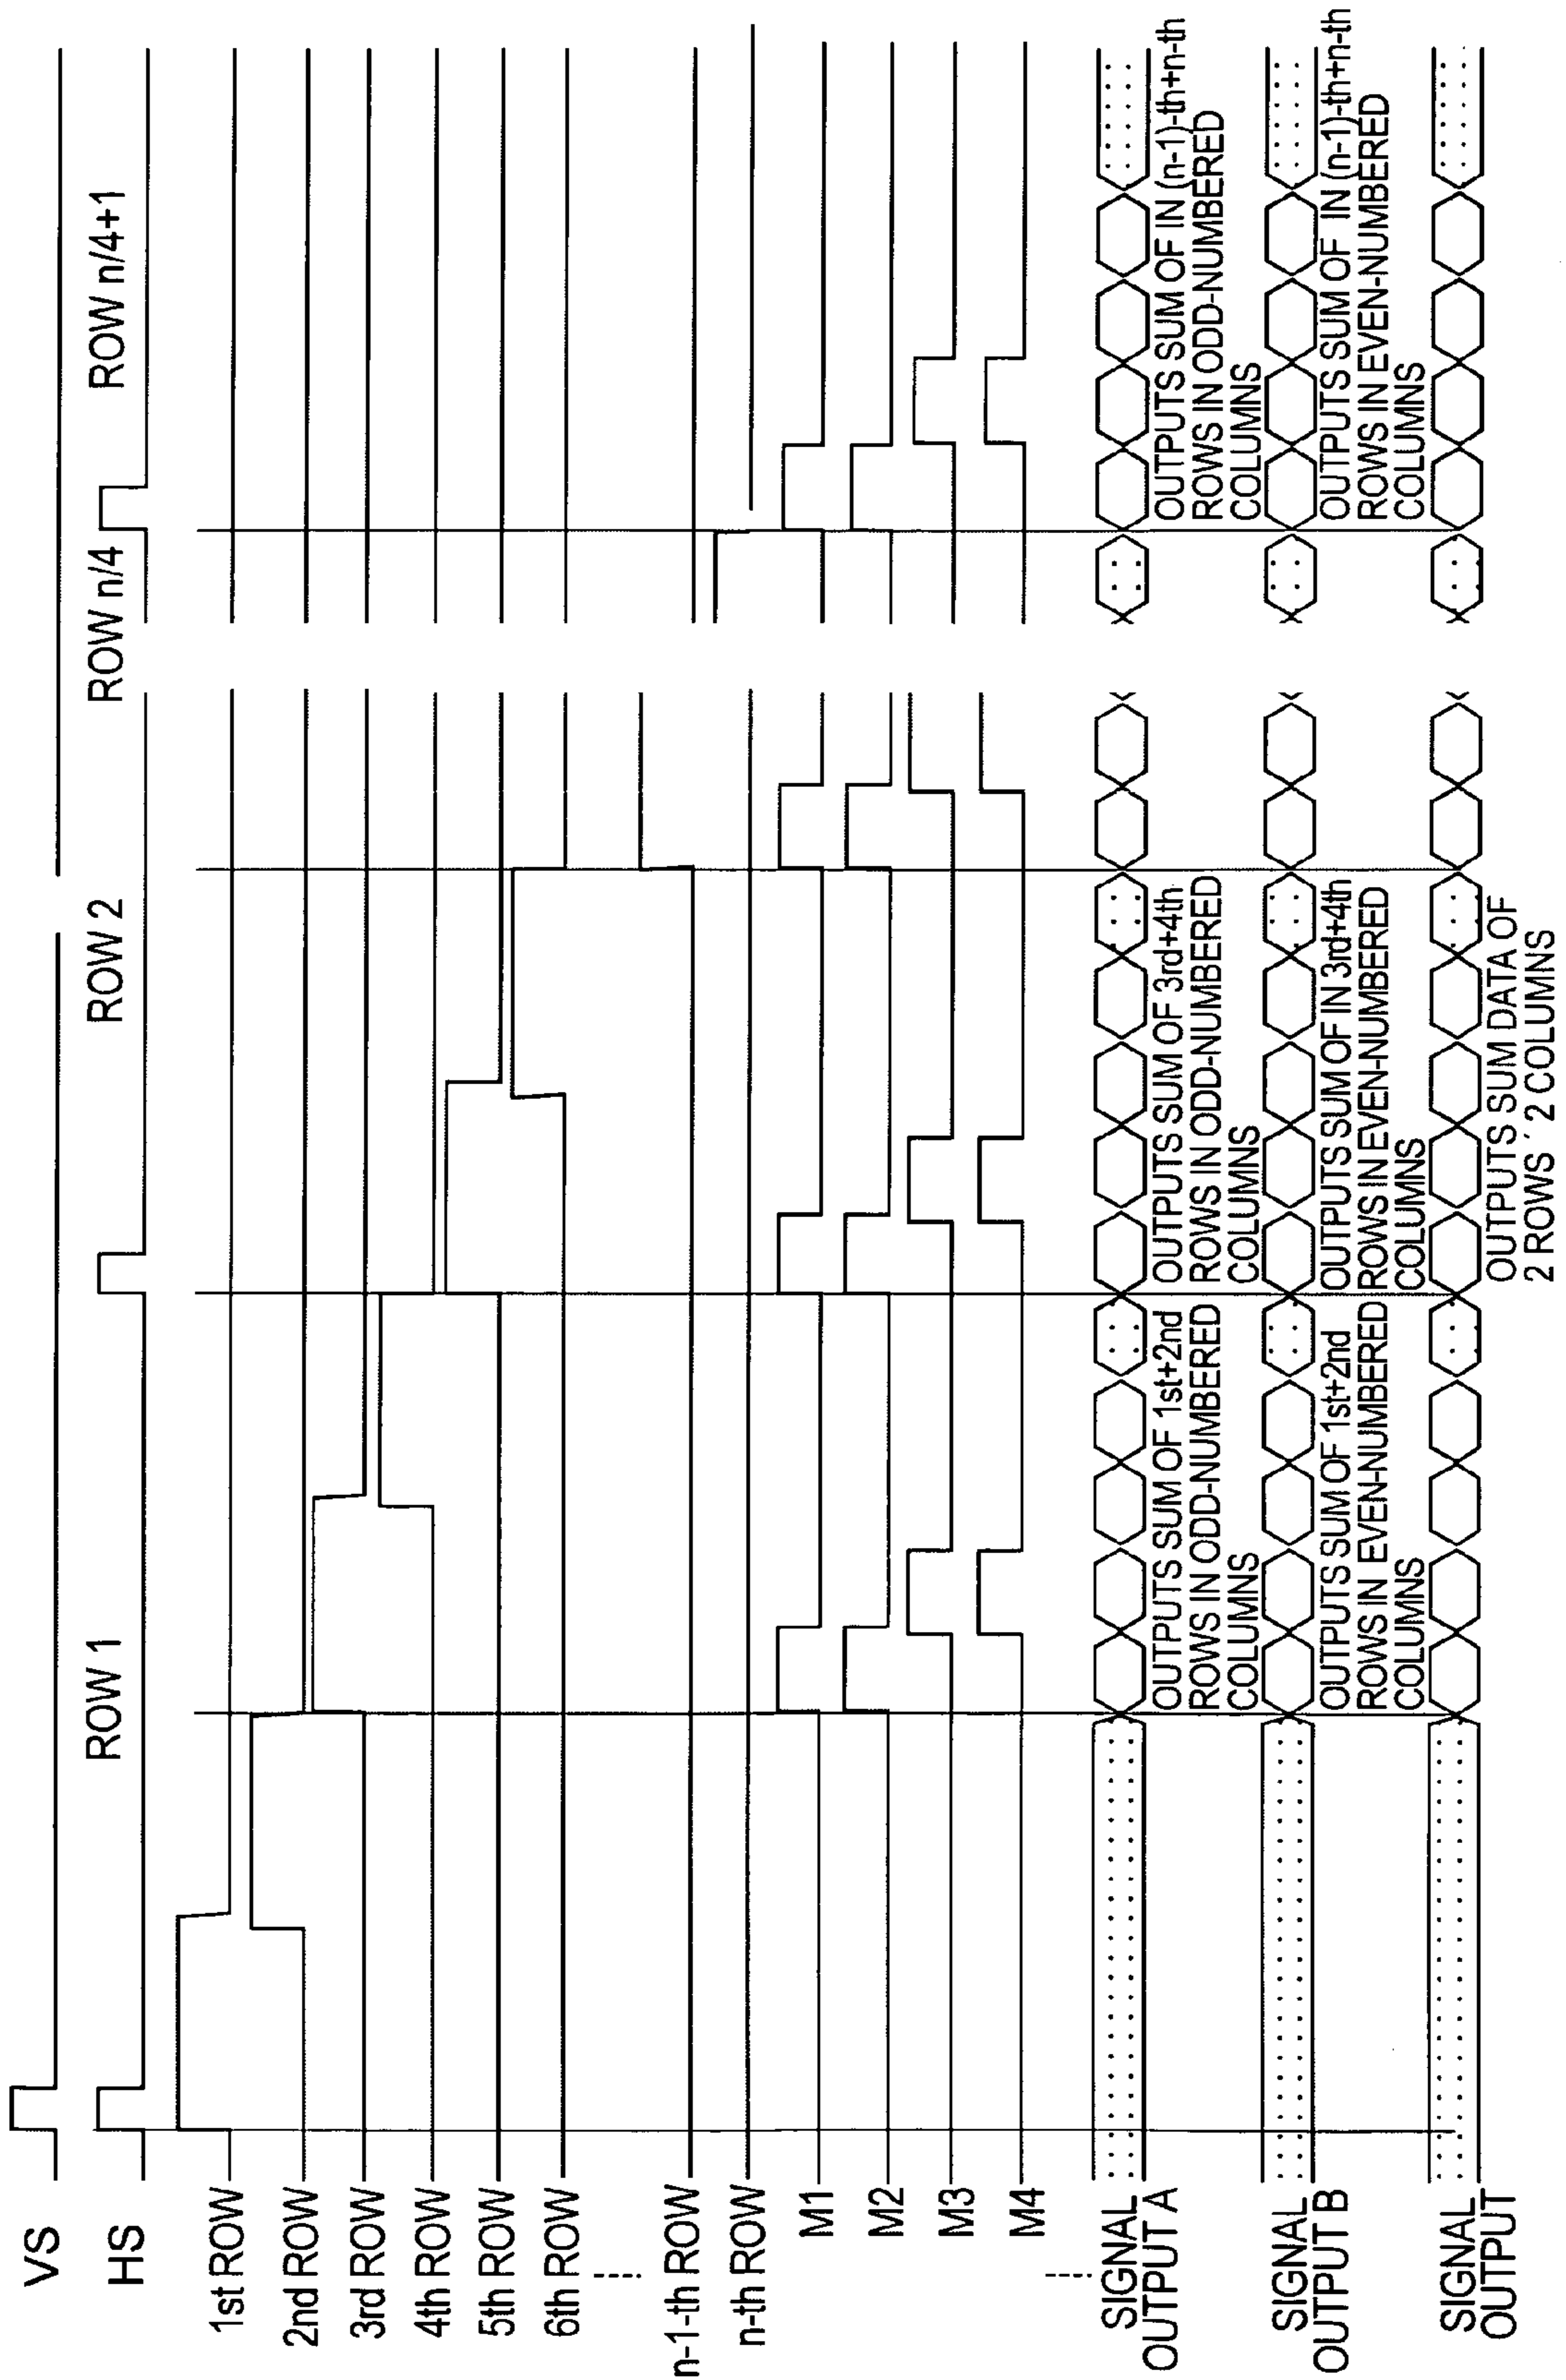 VS
HS
ROW 1
ROW 2
ROW n/4
ROW n/4+1
1st ROW
2nd ROW
3rd ROW
4th ROW
5th ROW
6th ROW
n-1-th ROW
n-th ROW
M1
M2
M3
M4
SIGNAL
OUTPUT A
OUTPUTS SUM OF 1st+2nd
ROWS IN ODD-NUMBERED
COLUMNS
OUTPUTS SUM OF 3rd+4th
ROWS IN ODD-NUMBERED
COLUMNS
OUTPUTS SUM OF IN (n-1)-th+n-th
ROWS IN ODD-NUMBERED
COLUMNS
SIGNAL
OUTPUT B
OUTPUTS SUM OF 1st+2nd
ROWS IN EVEN-NUMBERED
COLUMNS
OUTPUTS SUM OF IN 3rd+4th
ROWS IN EVEN-NUMBERED
COLUMNS
OUTPUTS SUM OF IN (n-1)-th+n-th
ROWS IN EVEN-NUMBERED
COLUMNS
SIGNAL
OUTPUT
OUTPUTS SUM DATA OF
2 ROWS ´ 2 COLUMNS